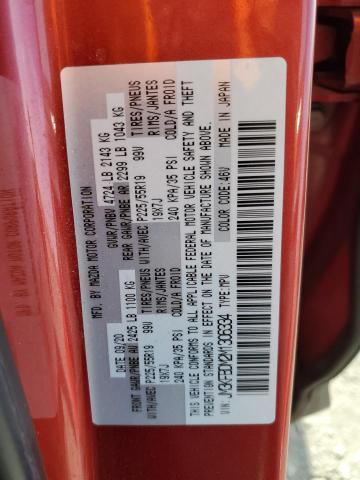 MFD. BY MAZDA MOTOR CORPORATION
DATE: 09/20 GVWR/PNBV 4724 LB 2143 KG
FRONT GAWR/PNBE AV 2425 LB 1100 KG REAR GAWR/PNBE AR 2299 LB 1043 KG
WITH/AVEC P225/55R19 99V TIRES/PNEUS WITH/AVEC P225/55R19 99V TIRES/PNEUS
19X7J RIMS/JANTES 19X7J RIMS/JANTES
240 KPA/35 PSI COLD/A FROID 240 KPA/35 PSI COLD/A FROID
THIS VEHICLE CONFORMS TO ALL APPLICABLE FEDERAL MOTOR VEHICLE SAFETY AND THEFT
PREVENTION STANDARDS IN EFFECT ON THE DATE OF MANUFACTURE SHOWN ABOVE.
VIN: TYPE:MPV COLOR CODE:46V MADE IN JAPAN